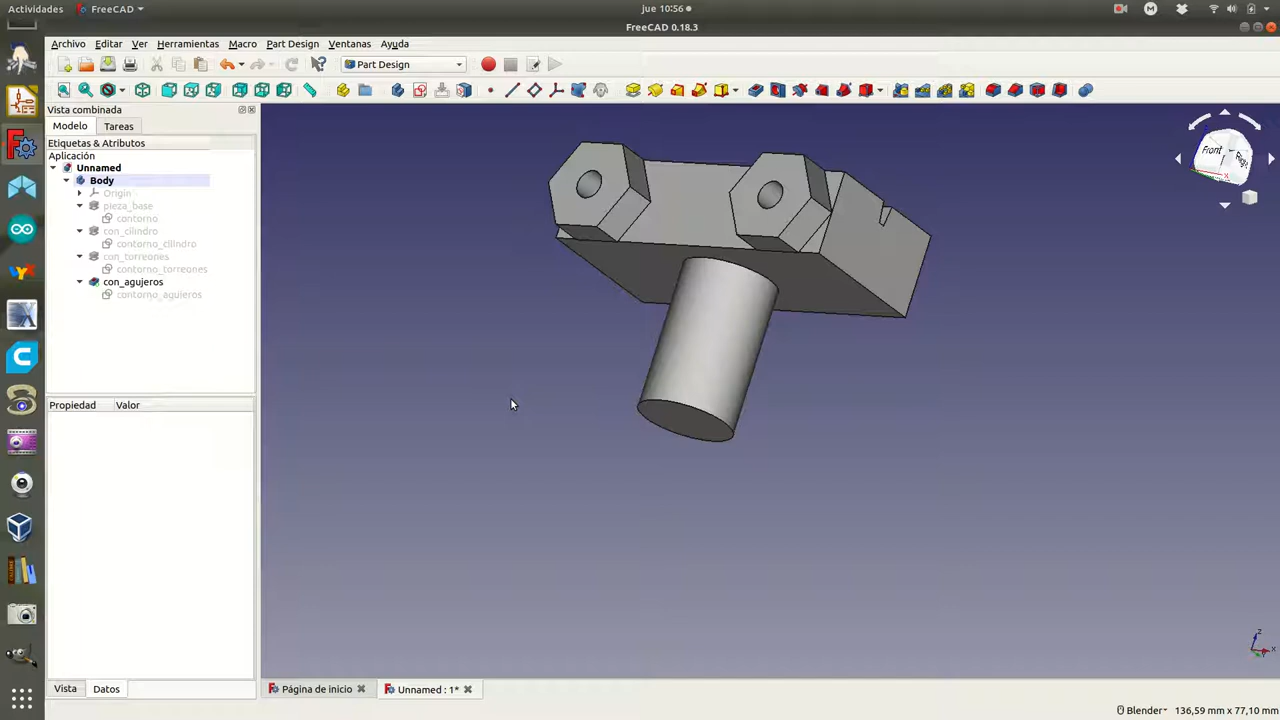 Actividades FreeCAD jue 10:56
FreeCAD 0.18.3
Archivo Editar Ver Herramientas Macro Part Design Ventanas Ayuda
Part Design
Vista combinada
Modelo Tareas
Etiquetas & Atributos
Aplicación
Unnamed
Body
Origin
pieza_base
contorno
con_cilindro
contorno_cilindro
con_torreones
contorno_torreones
con_agujeros
contorno_agujeros
Propiedad Valor
Front
Right
X
Z
X
Vista Datos
Página de inicio Unnamed : 1*
Blender 136,59 mm x 77,10 mm